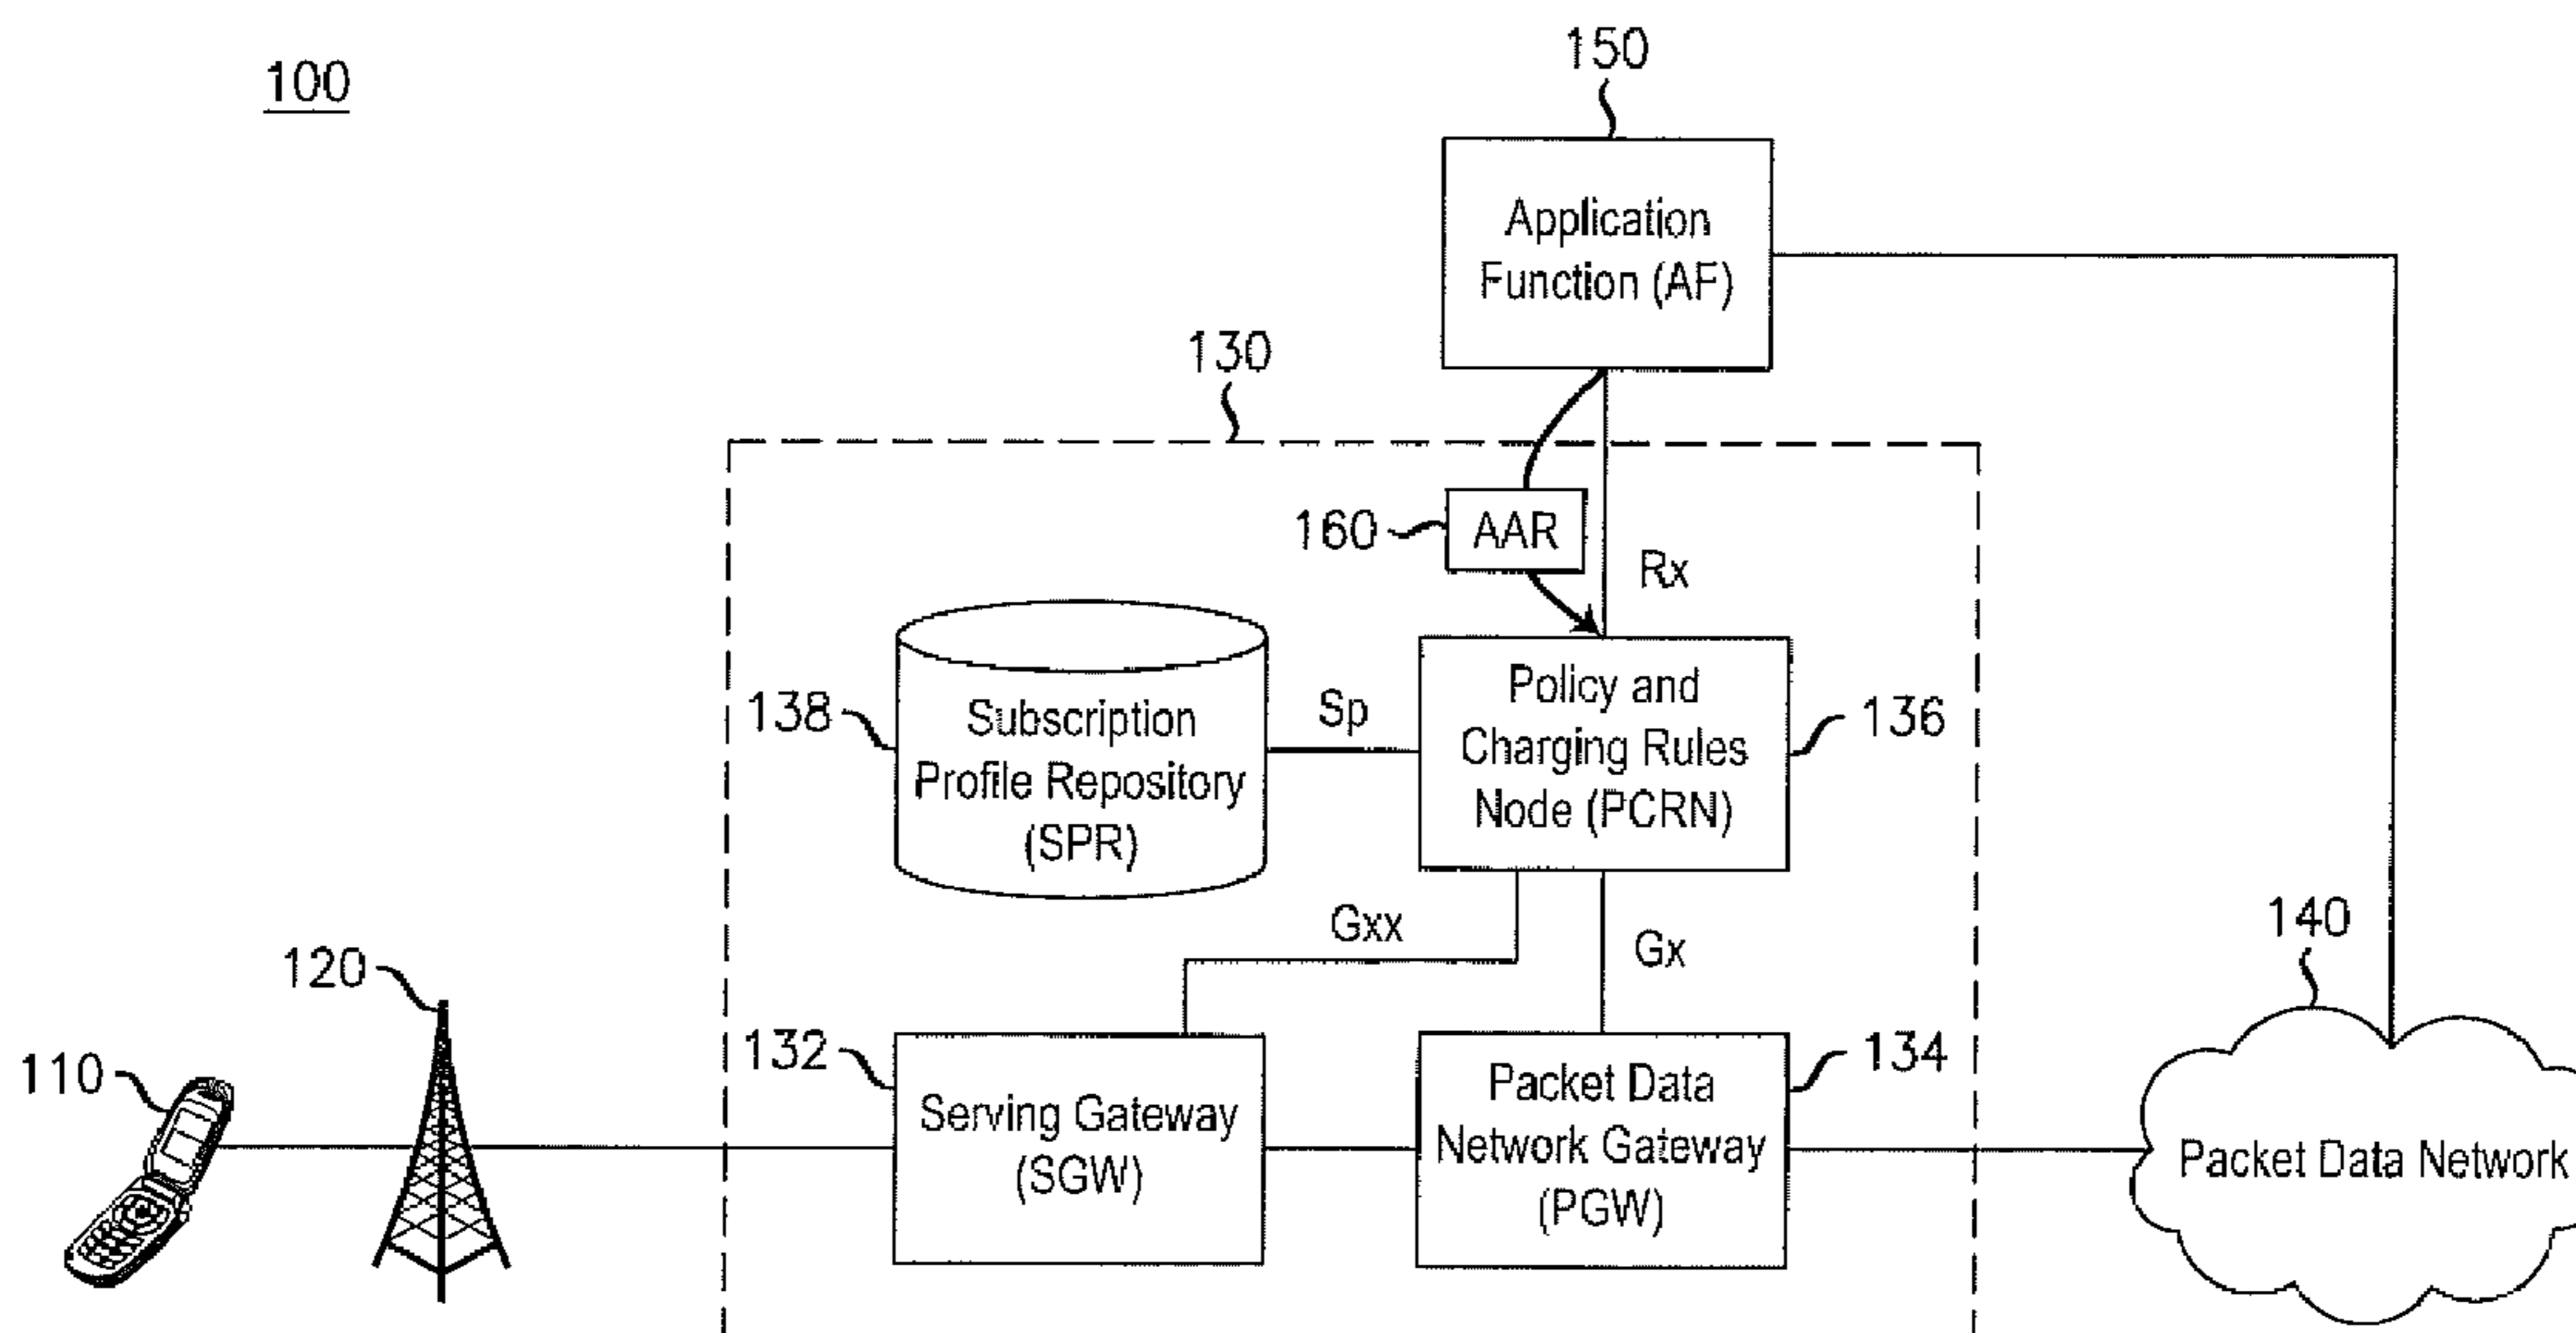 100
150
Application
Function (AF)
130
160
AAR
Rx
138
Subscription
Profile Repository
(SPR)
Sp
Policy and
Charging Rules
Node (PCRN)
136
Gxx
Gx
140
120
110
132
Serving Gateway
(SGW)
Packet Data
Network Gateway
(PGW)
134
Packet Data Network